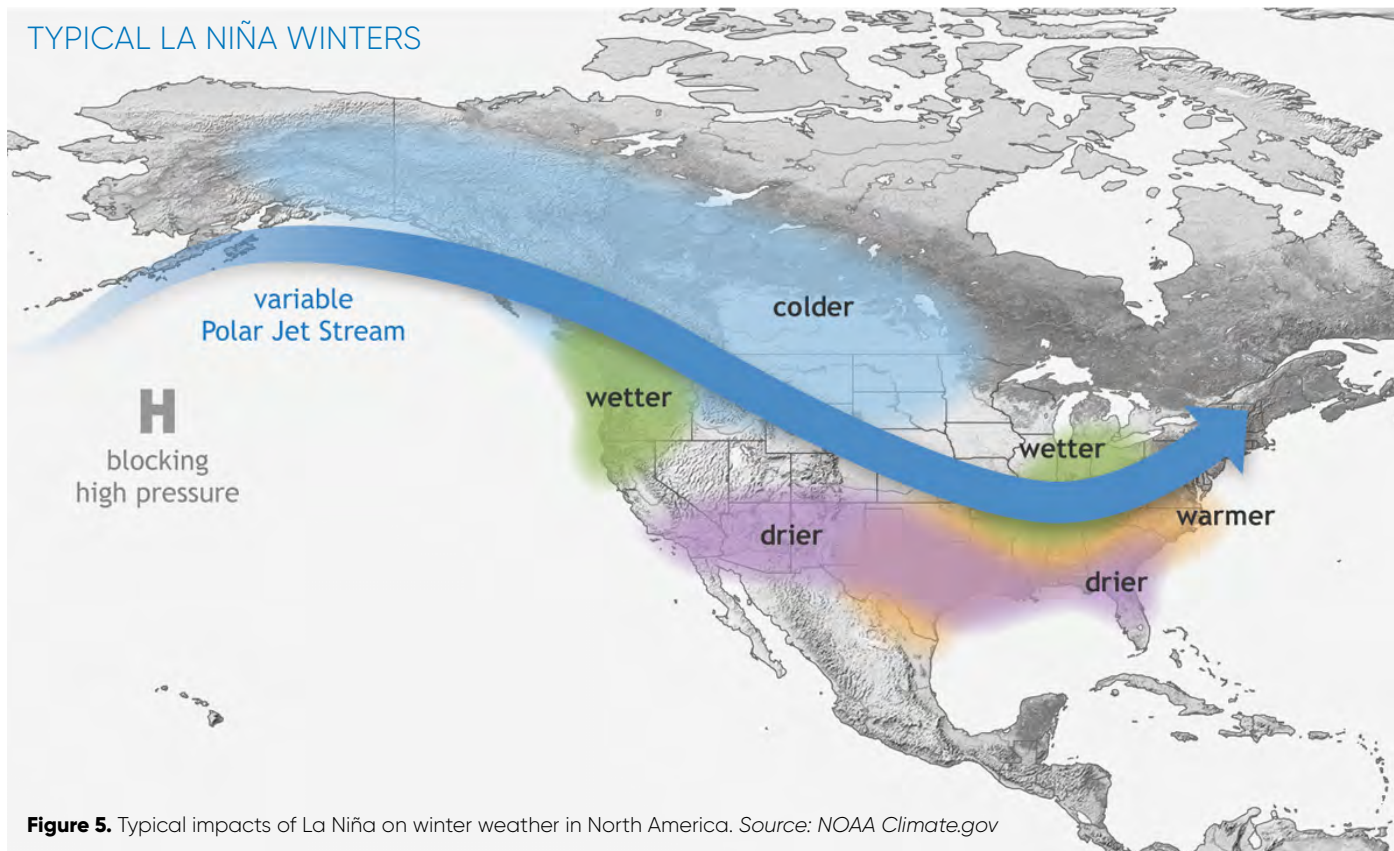 TYPICAL LA NIÑA WINTERS
variable
Polar Jet Stream
colder
H
blocking
high pressure
wetter
wetter
warmer
drier
drier
Figure 5. Typical impacts of La Niña on winter weather in North America. Source: NOAA Climate.gov